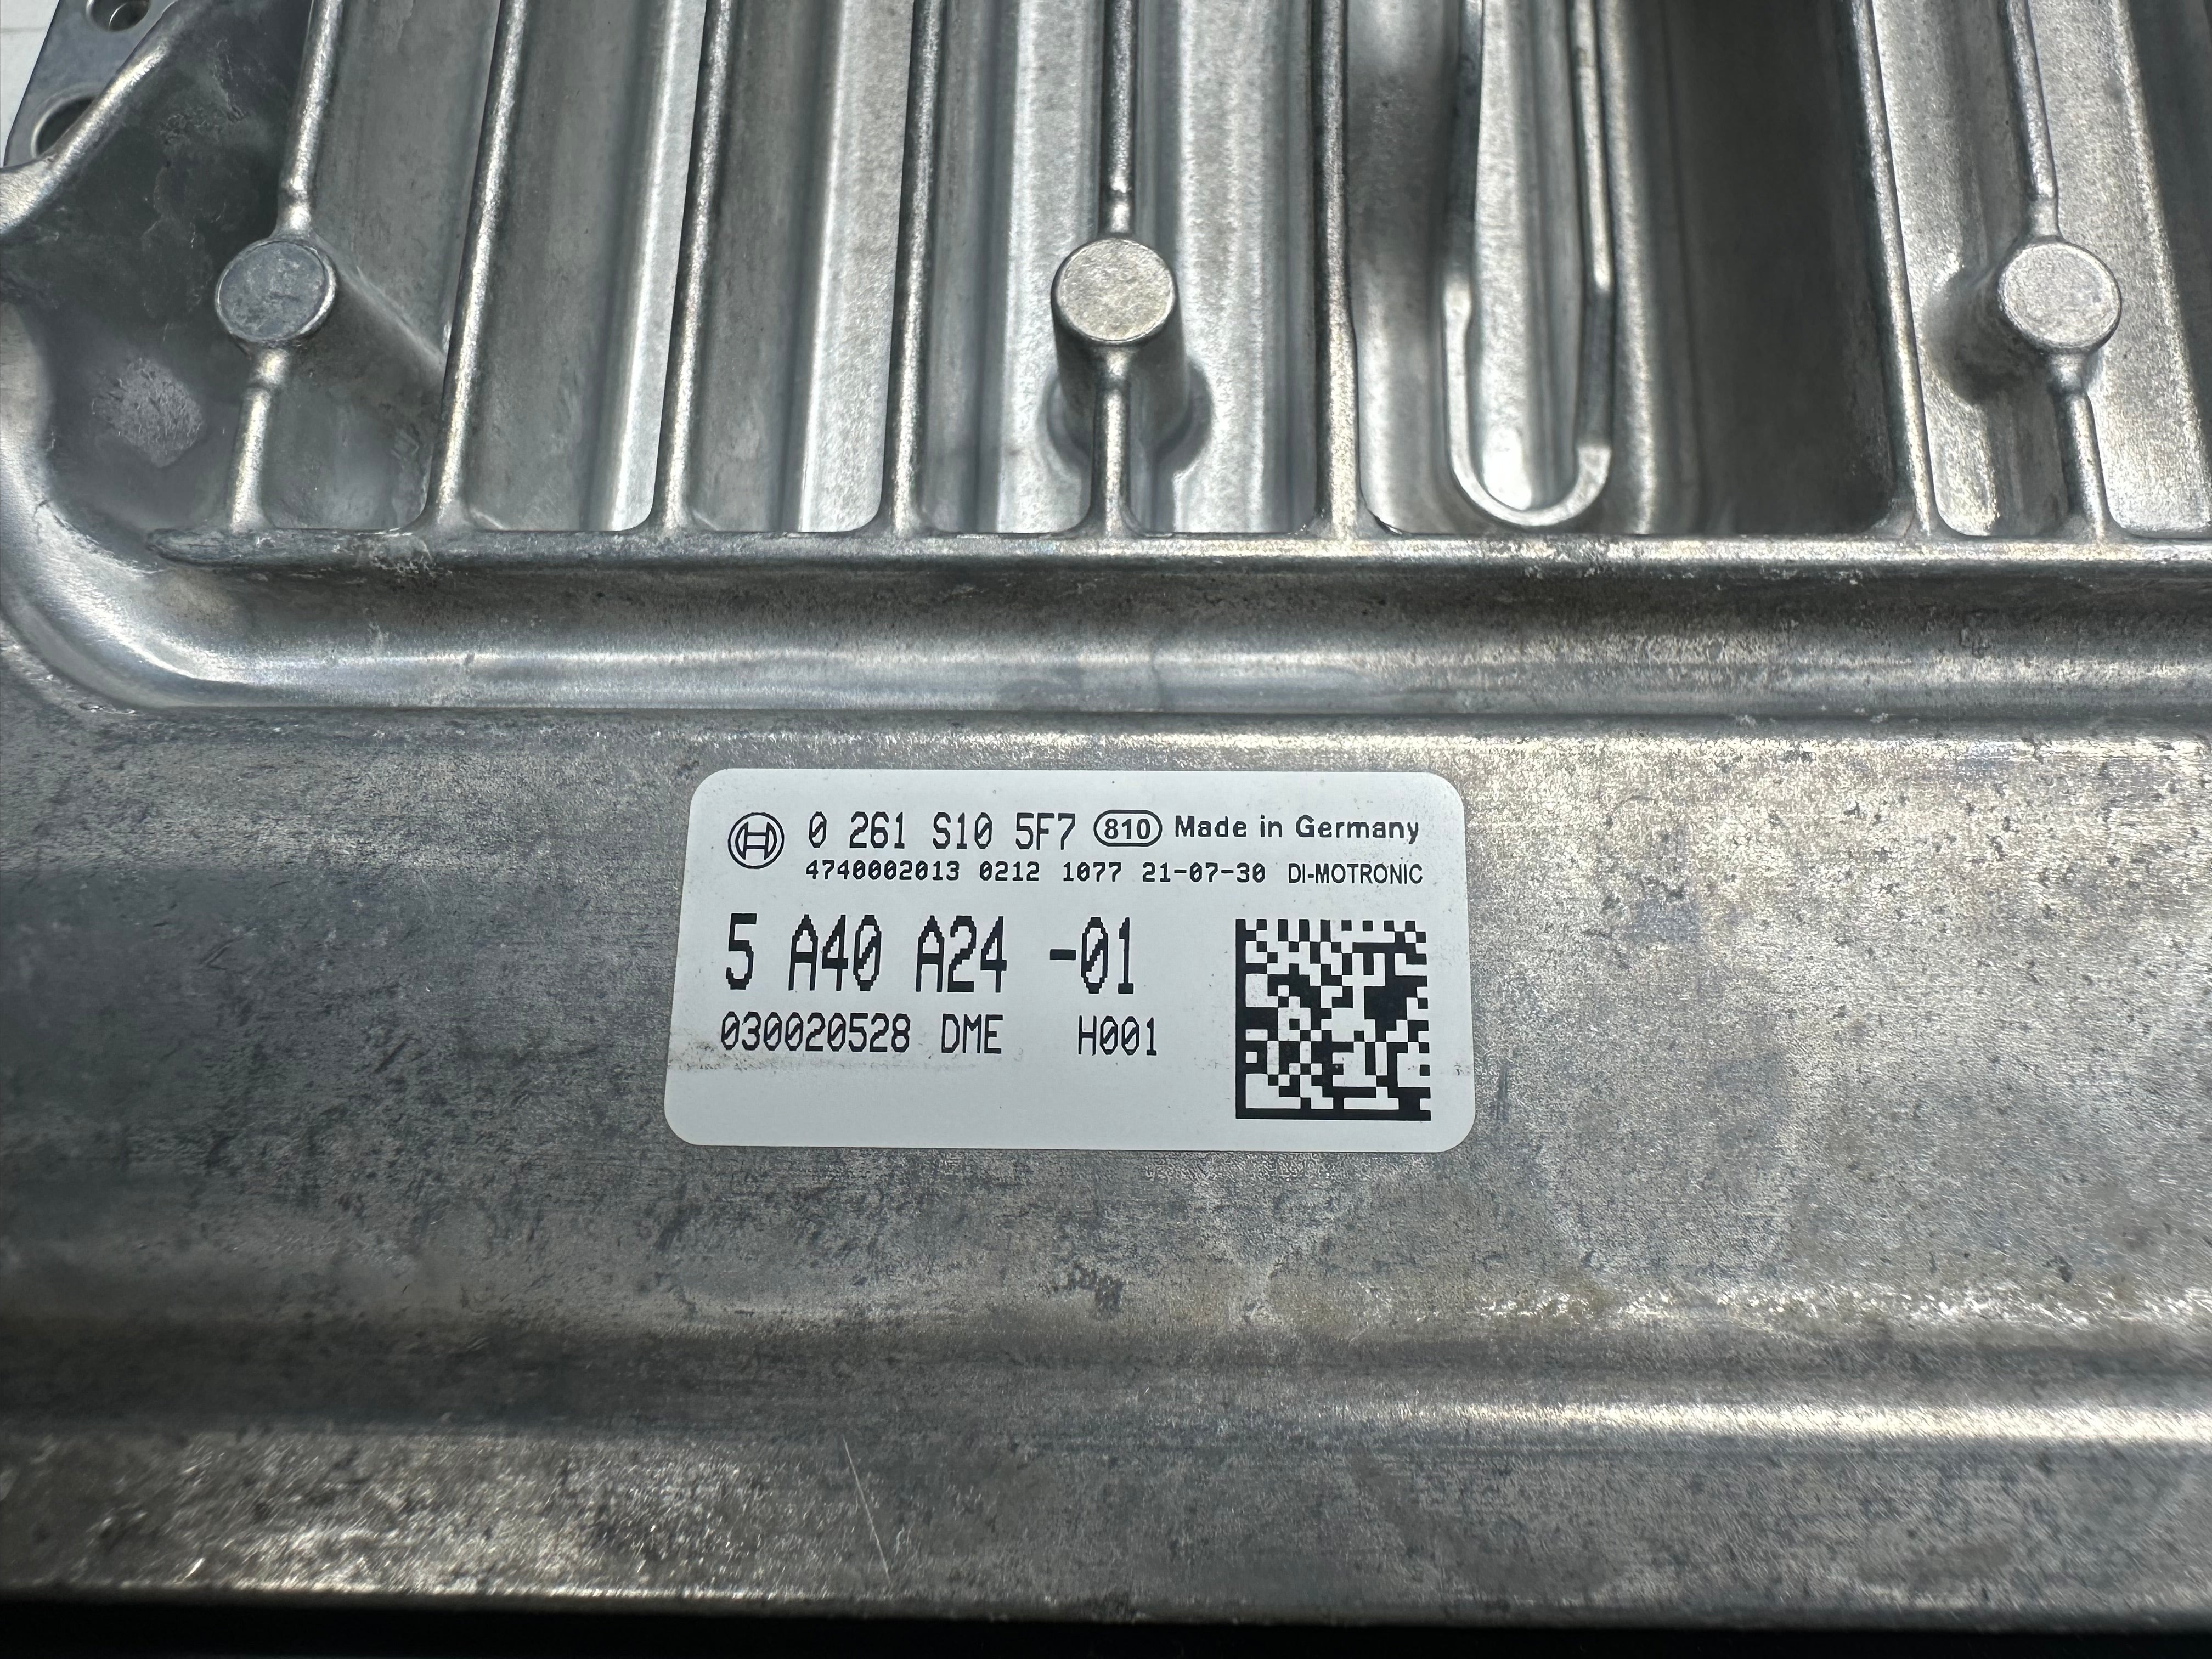 0 261 S10 5F7 810 Made in Germany
4740002013 0212 1077 21-07-30 DI-MOTRONIC
5 A40 A24 -01
030020528 DME H001